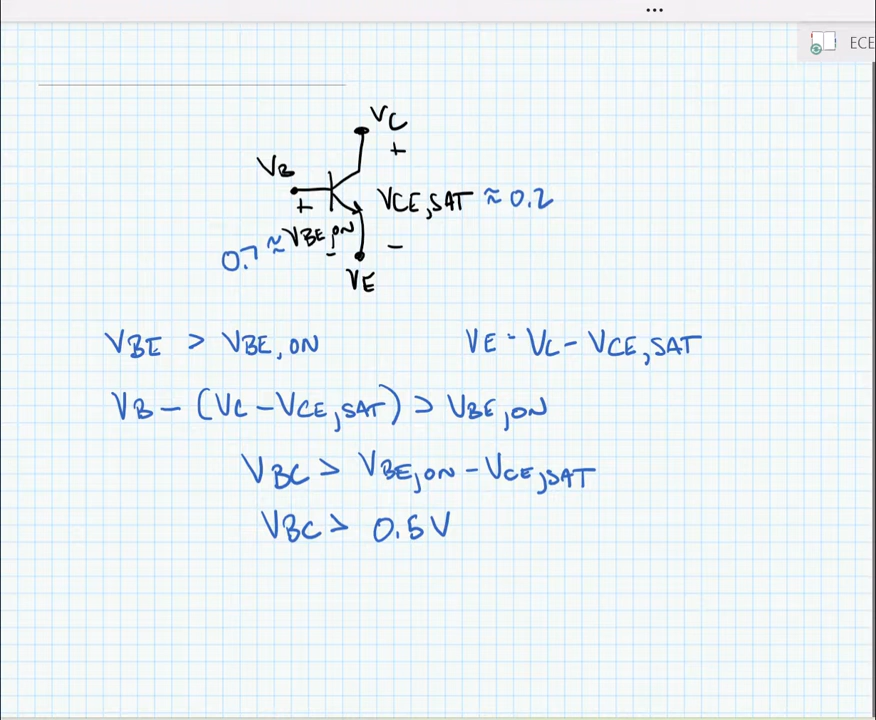 ...
ECE
VC
+
VB
+
VCE,SAT ≈ 0.2
0.7 ≈ VBE,ON
-
-
VE
VBE > VBE,ON
VE = VC - VCE,SAT
VB - (VC - VCE,SAT) > VBE,ON
VBC > VBE,ON - VCE,SAT
VBC > 0.5 V